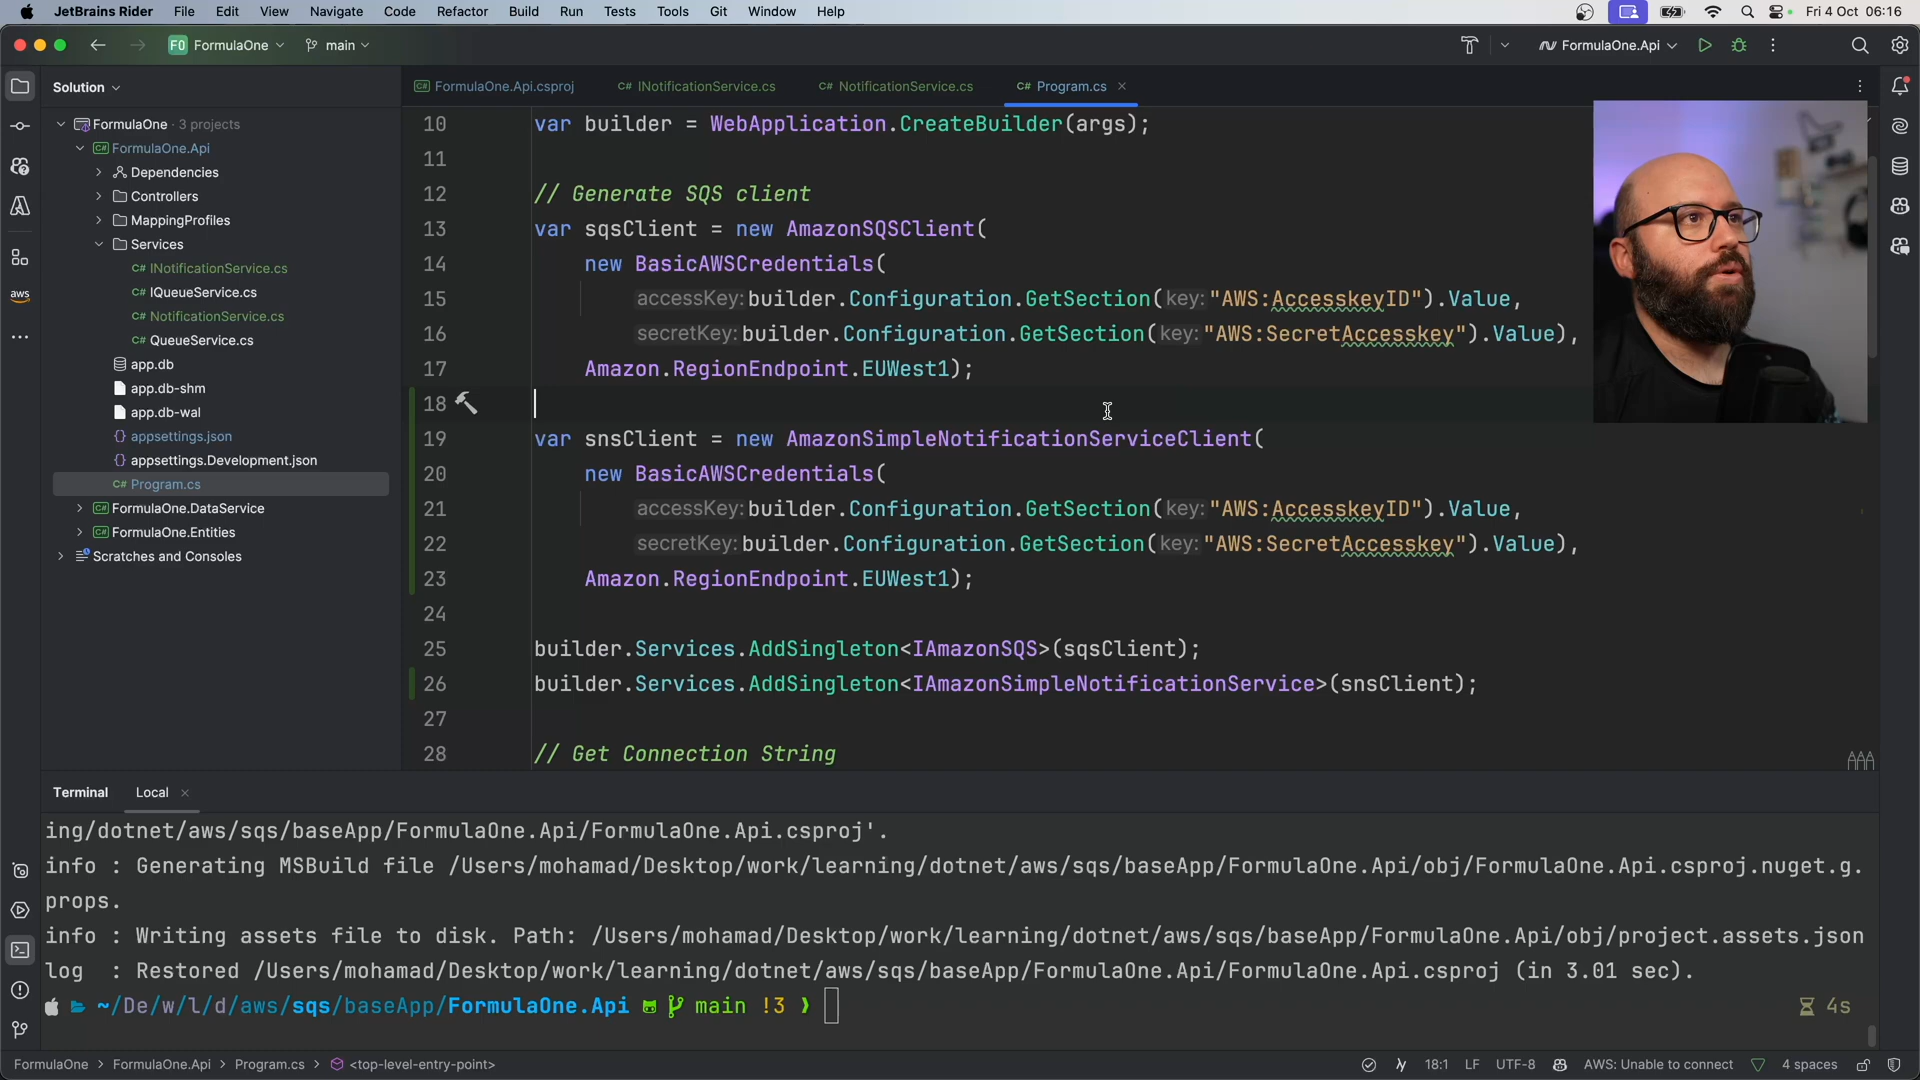 JetBrains Rider File Edit View Navigate Code Refactor Build Run Tests Tools Git Window Help Fri 4 Oct 06:16
FO FormulaOne main FormulaOne.Api
Solution
FormulaOne · 3 projects
FormulaOne.Api
Dependencies
Controllers
MappingProfiles
Services
C# INotificationService.cs
C# IQueueService.cs
C# NotificationService.cs
C# QueueService.cs
app.db
app.db-shm
app.db-wal
{} appsettings.json
{} appsettings.Development.json
C# Program.cs
C# FormulaOne.DataService
C# FormulaOne.Entities
Scratches and Consoles
aws
FormulaOne.Api.csproj C# INotificationService.cs C# NotificationService.cs C# Program.cs
10 var builder = WebApplication.CreateBuilder(args);
11
12 // Generate SQS client
13 var sqsClient = new AmazonSQSClient(
14 new BasicAWSCredentials(
15 accessKey: builder.Configuration.GetSection( key: "AWS:AccesskeyID").Value,
16 secretKey: builder.Configuration.GetSection( key: "AWS:SecretAccesskey").Value),
17 Amazon.RegionEndpoint.EUWest1);
18
19 var snsClient = new AmazonSimpleNotificationServiceClient(
20 new BasicAWSCredentials(
21 accessKey: builder.Configuration.GetSection( key: "AWS:AccesskeyID").Value,
22 secretKey: builder.Configuration.GetSection( key: "AWS:SecretAccesskey").Value),
23 Amazon.RegionEndpoint.EUWest1);
24
25 builder.Services.AddSingleton<IAmazonSQS>(sqsClient);
26 builder.Services.AddSingleton<IAmazonSimpleNotificationService>(snsClient);
27
28 // Get Connection String
Terminal Local
ing/dotnet/aws/sqs/baseApp/FormulaOne.Api/FormulaOne.Api.csproj'.
info : Generating MSBuild file /Users/mohamad/Desktop/work/learning/dotnet/aws/sqs/baseApp/FormulaOne.Api/obj/FormulaOne.Api.csproj.nuget.g.
props.
info : Writing assets file to disk. Path: /Users/mohamad/Desktop/work/learning/dotnet/aws/sqs/baseApp/FormulaOne.Api/obj/project.assets.json
log : Restored /Users/mohamad/Desktop/work/learning/dotnet/aws/sqs/baseApp/FormulaOne.Api/FormulaOne.Api.csproj (in 3.01 sec).
~/De/w/l/d/aws/sqs/baseApp/FormulaOne.Api main !3 ❯ 4s
FormulaOne > FormulaOne.Api > Program.cs > <top-level-entry-point> 18:1 LF UTF-8 AWS: Unable to connect 4 spaces